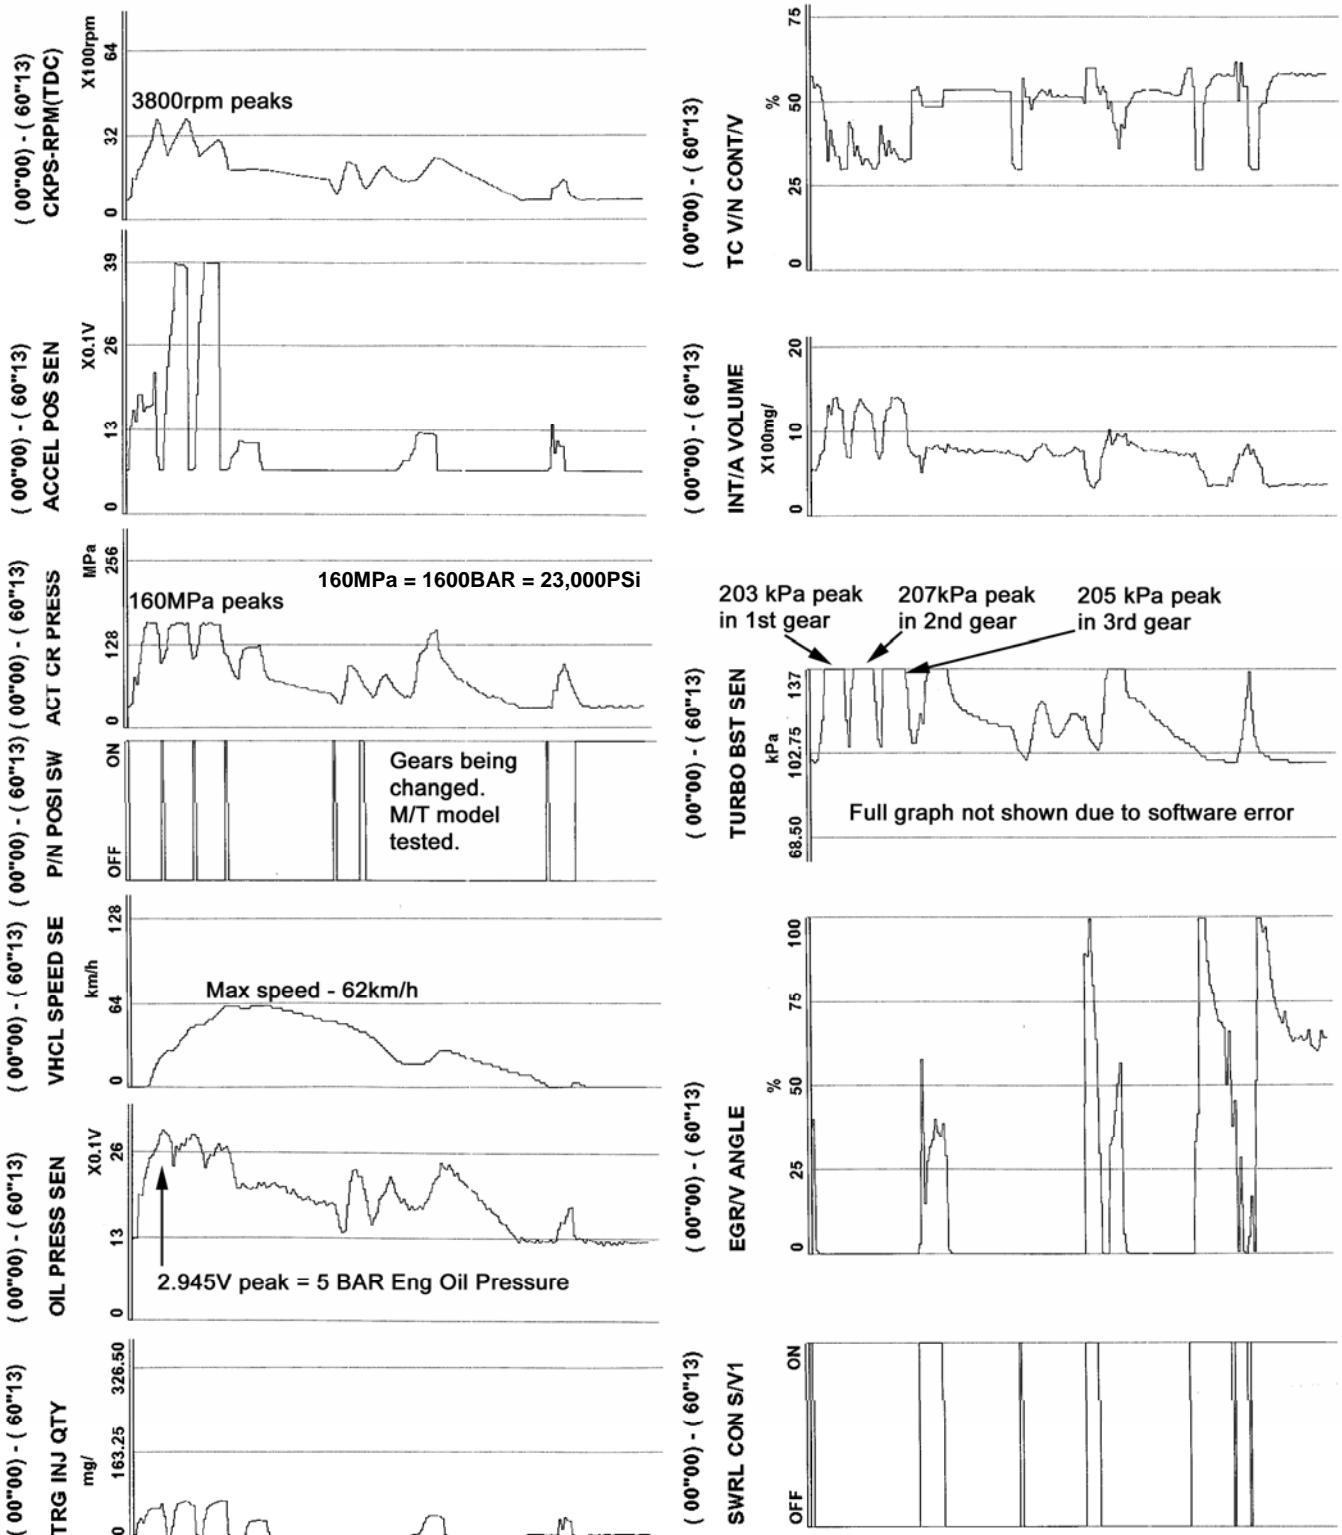 ( 00"00) - ( 60"13)
CKPS-RPM(TDC)
X100rpm
64
32
0
3800rpm peaks
( 00"00) - ( 60"13)
ACCEL POS SEN
X0.1V
39
26
13
0
( 00"00) - ( 60"13)
ACT CR PRESS
MPa
256
128
0
160MPa = 1600BAR = 23,000PSi
160MPa peaks
( 00"00) - ( 60"13)
P/N POSI SW
ON
OFF
Gears being
changed.
M/T model
tested.
( 00"00) - ( 60"13)
VHCL SPEED SE
km/h
128
64
0
Max speed - 62km/h
( 00"00) - ( 60"13)
OIL PRESS SEN
X0.1V
26
13
0
2.945V peak = 5 BAR Eng Oil Pressure
( 00"00) - ( 60"13)
TRG INJ QTY
mg/
326.50
163.25
0
( 00"00) - ( 60"13)
TC V/N CONT/V
%
75
50
25
0
( 00"00) - ( 60"13)
INT/A VOLUME
X100mg/
20
10
0
203 kPa peak
in 1st gear
207kPa peak
in 2nd gear
205 kPa peak
in 3rd gear
( 00"00) - ( 60"13)
TURBO BST SEN
kPa
137
102.75
68.50
Full graph not shown due to software error
( 00"00) - ( 60"13)
EGR/V ANGLE
%
100
75
50
25
0
( 00"00) - ( 60"13)
SWRL CON S/V1
ON
OFF